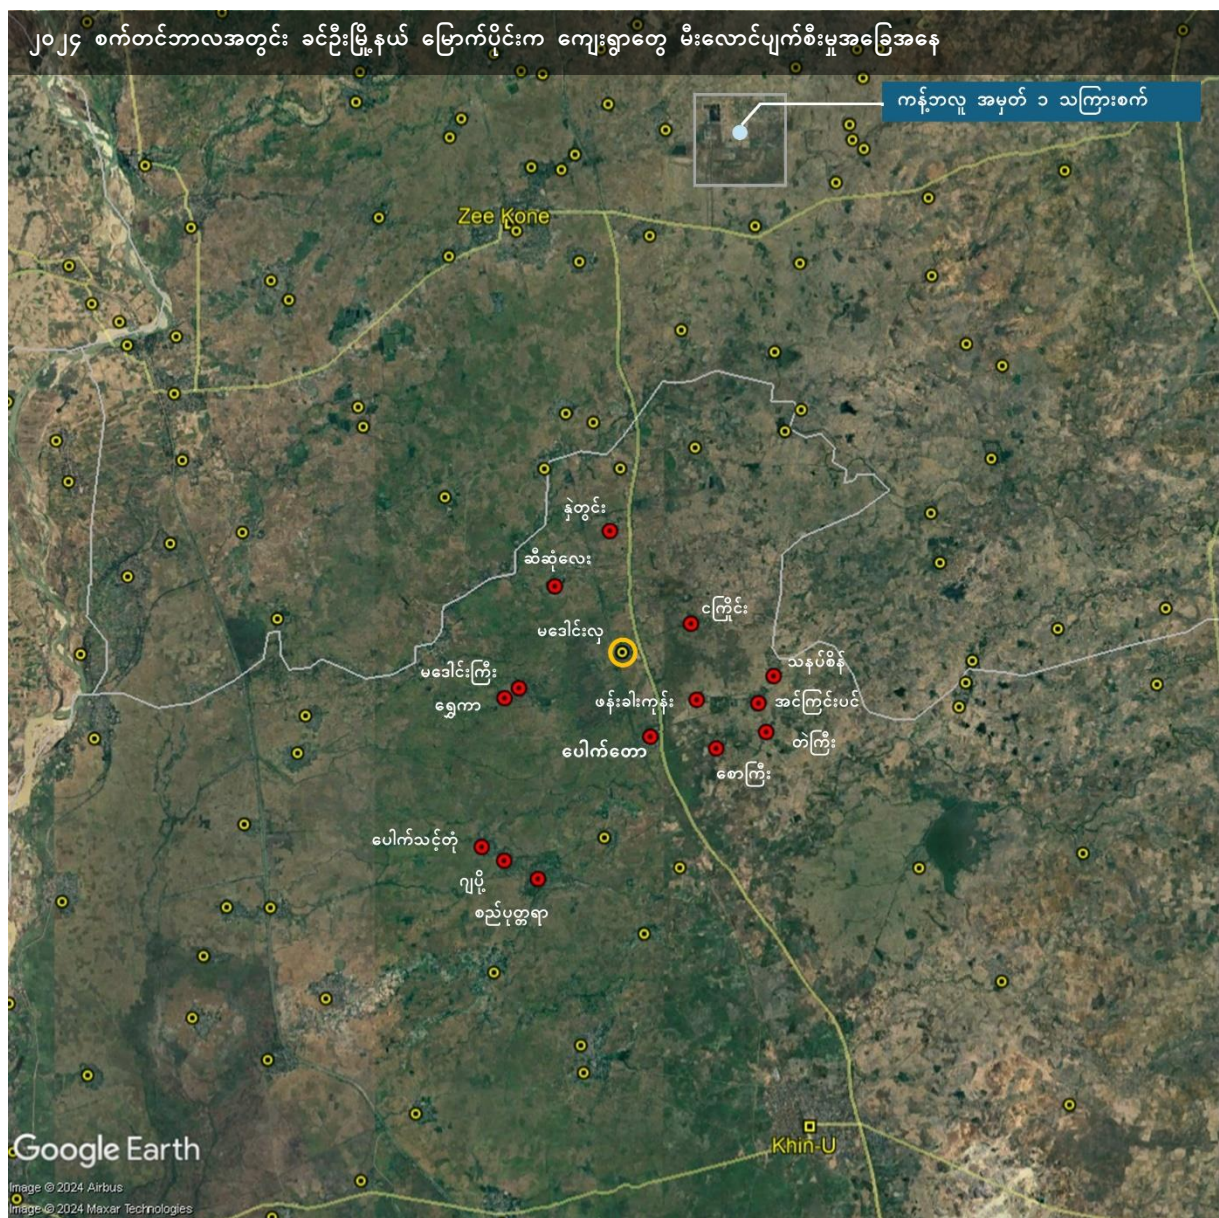 ၂၀၂၄ စက်တင်ဘာလအတွင်း ခင်ဦးမြို့နယ် မြောက်ပိုင်းက ကျေးရွာတွေ မီးလောင်ပျက်စီးမှုအခြေအနေ
ကန့်ဘလူ အမှတ် ၁ သကြားစက်
Zee Kone
နှဲတွင်း
ဆီဆုံလေး
ငကြိုင်း
မဒေါင်းလှ
သနပ်စိန်
မဒေါင်းကြီး
ရွှေကာ
ဖန်းခါးကုန်း
အင်ကြင်းပင်
တဲကြီး
ပေါက်တော
စောကြီး
ပေါက်သင့်တုံ
ဂျပို့
စည်ပုတ္တရာ
Khin-U
Google Earth
Image © 2024 Airbus
Image © 2024 Maxar Technologies